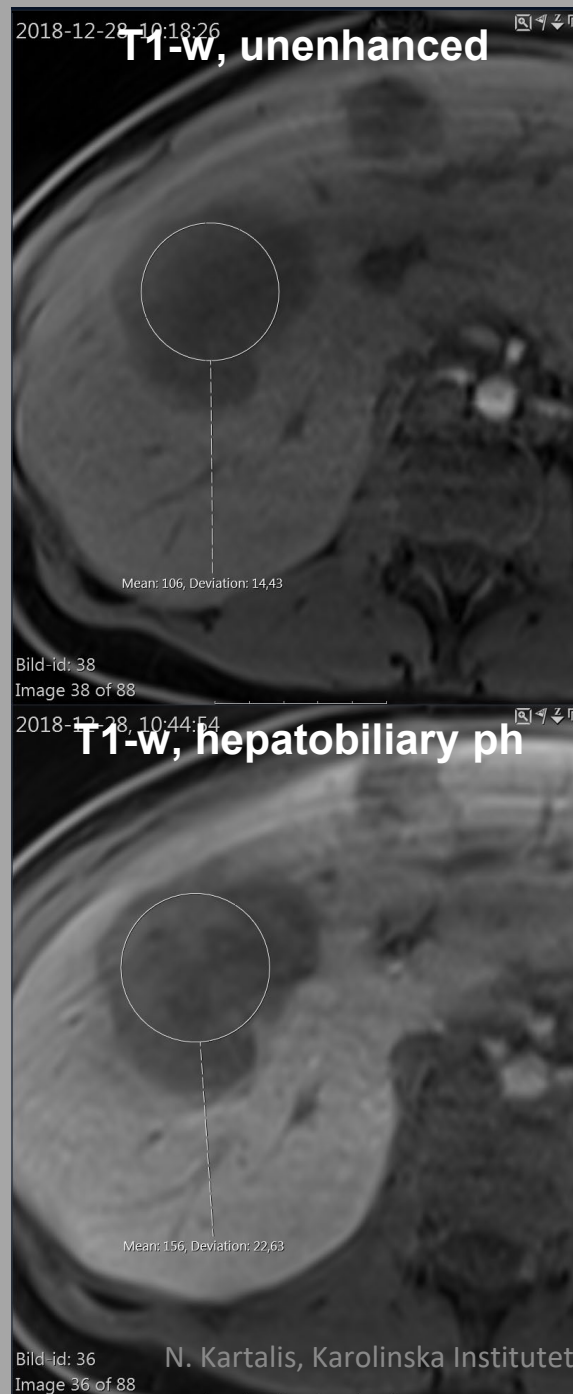 2018-12-28, 10:18:26
T1-w, unenhanced
Mean: 106, Deviation: 14,43
Bild-id: 38
Image 38 of 88
2018-12-28, 10:44:54
T1-w, hepatobiliary ph
Mean: 156, Deviation: 22,63
Bild-id: 36
N. Kartalis, Karolinska Institutet
Image 36 of 88